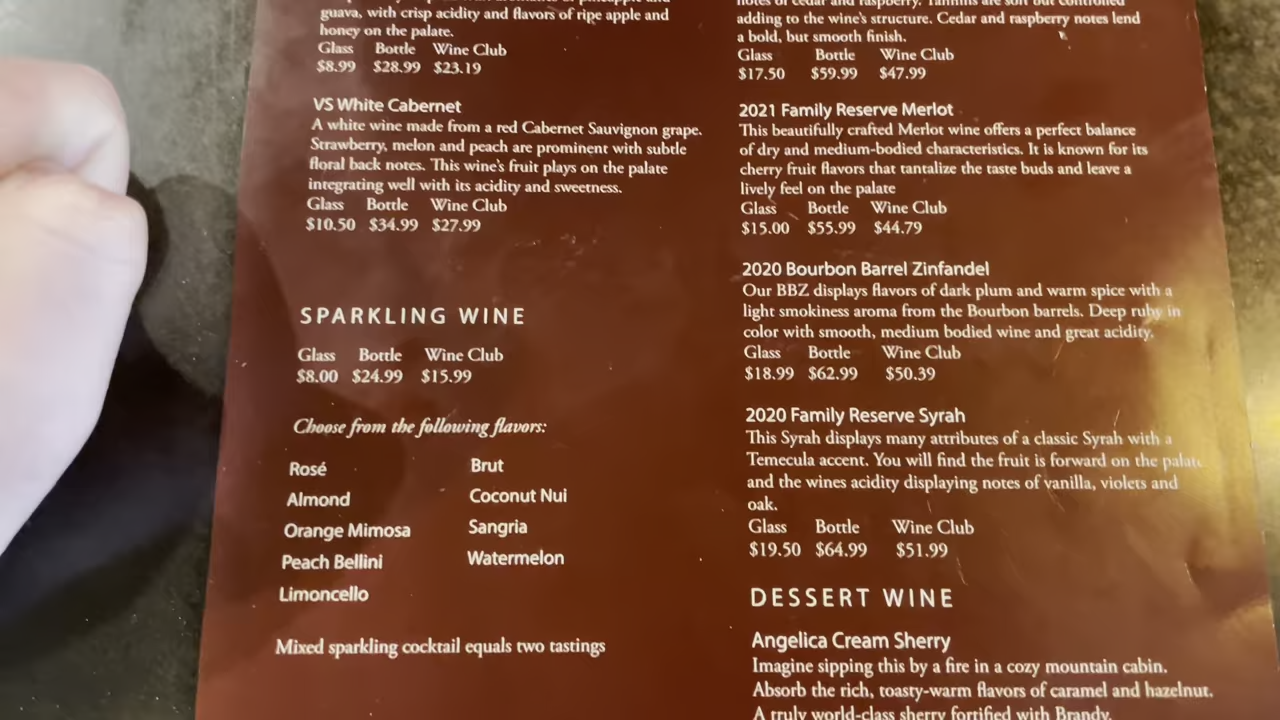 guava, with crisp acidity and flavors of ripe apple and
honey on the palate.
Glass Bottle Wine Club
$8.99 $28.99 $23.19
VS White Cabernet
A white wine made from a red Cabernet Sauvignon grape.
Strawberry, melon and peach are prominent with subtle
floral back notes. This wine's fruit plays on the palate
integrating well with its acidity and sweetness.
Glass Bottle Wine Club
$10.50 $34.99 $27.99
SPARKLING WINE
Glass Bottle Wine Club
$8.00 $24.99 $15.99
Choose from the following flavors:
Rosé
Almond
Orange Mimosa
Peach Bellini
Limoncello
Brut
Coconut Nui
Sangria
Watermelon
Mixed sparkling cocktail equals two tastings
notes of cedar and raspberry. Tannins are soft but controlled
adding to the wine's structure. Cedar and raspberry notes lend
a bold, but smooth finish.
Glass Bottle Wine Club
$17.50 $59.99 $47.99
2021 Family Reserve Merlot
This beautifully crafted Merlot wine offers a perfect balance
of dry and medium-bodied characteristics. It is known for its
cherry fruit flavors that tantalize the taste buds and leave a
lively feel on the palate
Glass Bottle Wine Club
$15.00 $55.99 $44.79
2020 Bourbon Barrel Zinfandel
Our BBZ displays flavors of dark plum and warm spice with a
light smokiness aroma from the Bourbon barrels. Deep ruby in
color with smooth, medium bodied wine and great acidity.
Glass Bottle Wine Club
$18.99 $62.99 $50.39
2020 Family Reserve Syrah
This Syrah displays many attributes of a classic Syrah with a
Temecula accent. You will find the fruit is forward on the palate
and the wines acidity displaying notes of vanilla, violets and
oak.
Glass Bottle Wine Club
$19.50 $64.99 $51.99
DESSERT WINE
Angelica Cream Sherry
Imagine sipping this by a fire in a cozy mountain cabin.
Absorb the rich, toasty-warm flavors of caramel and hazelnut.
A truly world-class sherry fortified with Brandy.